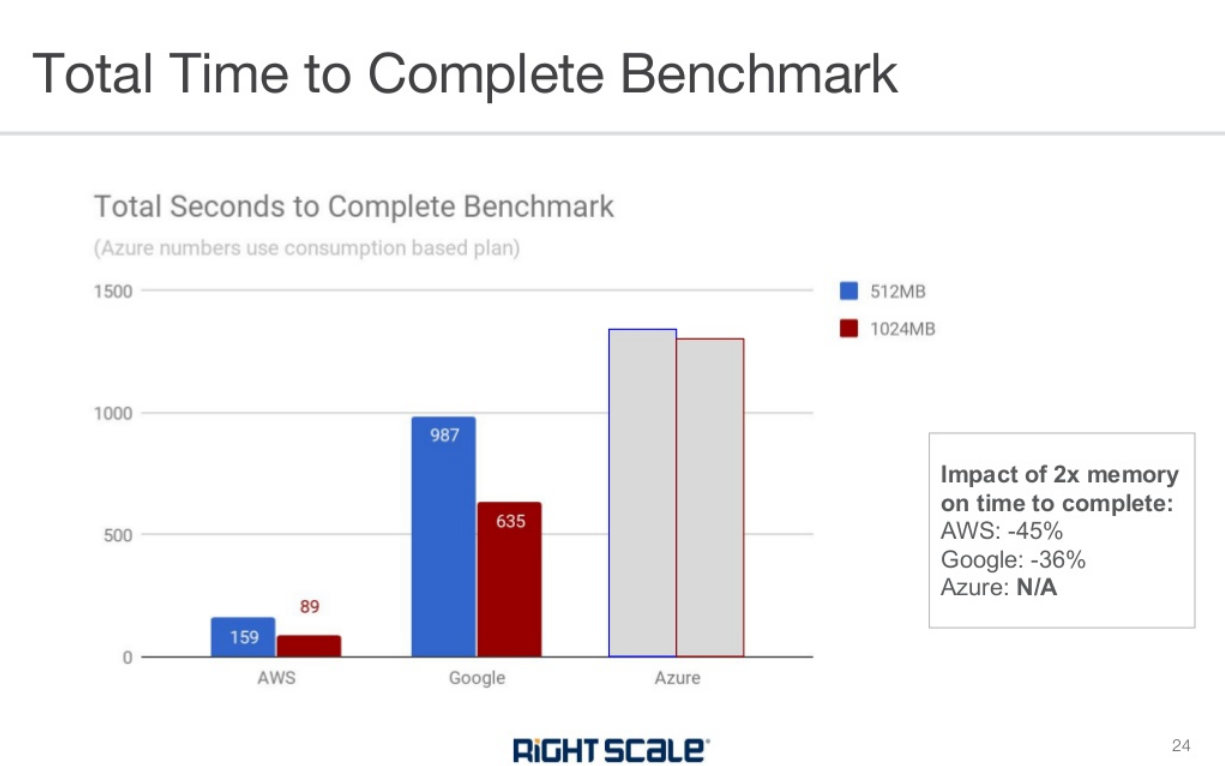 Total Time to Complete Benchmark
Total Seconds to Complete Benchmark
(Azure numbers use consumption based plan)
1500
1000
500
0
987
635
89
159
AWS
Google
Azure
512MB
1024MB
Impact of 2x memory
on time to complete:
AWS: -45%
Google: -36%
Azure: N/A
RIGHTSCALE
24